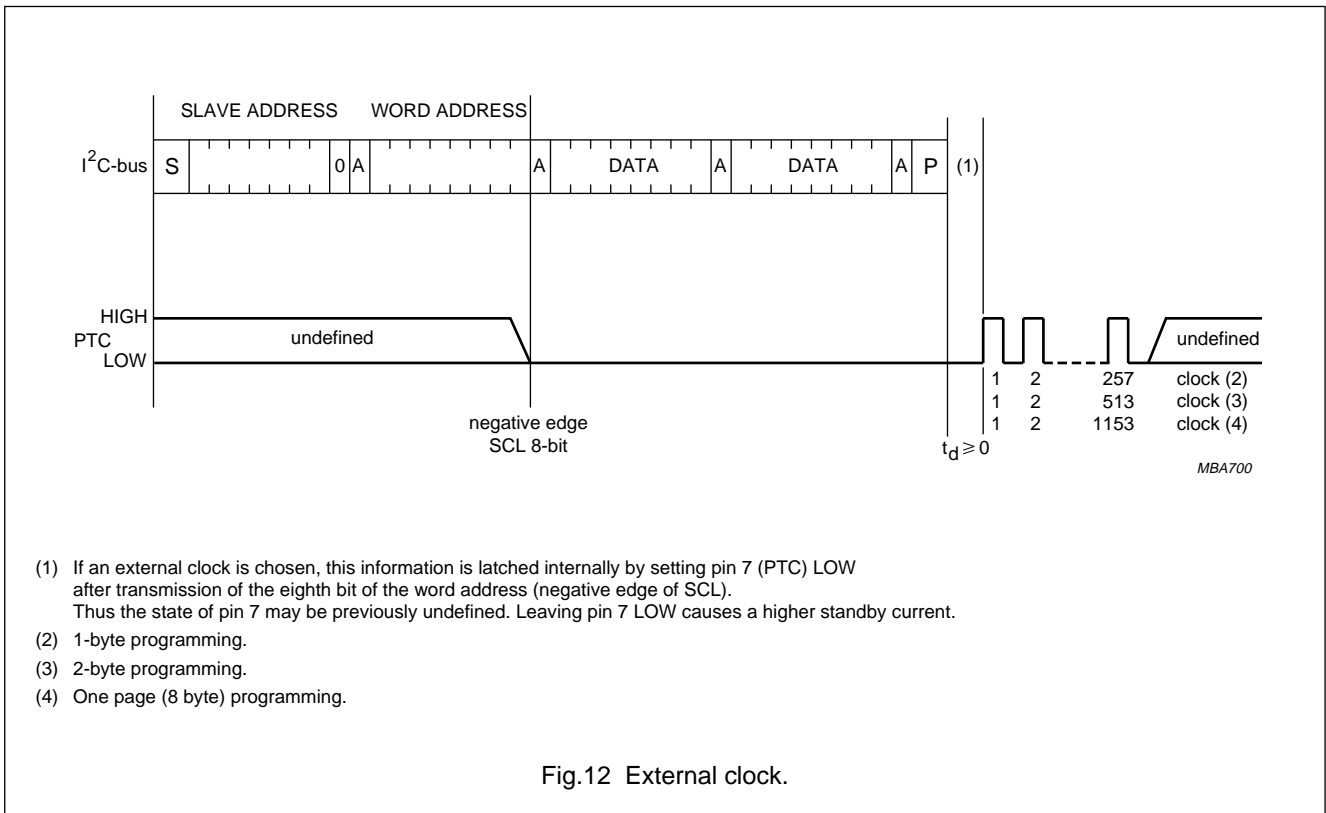 SLAVE ADDRESS WORD ADDRESS
I2C-bus S 0 A A DATA A DATA A P (1)
HIGH
PTC undefined undefined
LOW
1 2 257 clock (2)
1 2 513 clock (3)
1 2 1153 clock (4)
negative edge
SCL 8-bit
td ⩾ 0
MBA700
(1) If an external clock is chosen, this information is latched internally by setting pin 7 (PTC) LOW
after transmission of the eighth bit of the word address (negative edge of SCL).
Thus the state of pin 7 may be previously undefined. Leaving pin 7 LOW causes a higher standby current.
(2) 1-byte programming.
(3) 2-byte programming.
(4) One page (8 byte) programming.
Fig.12 External clock.